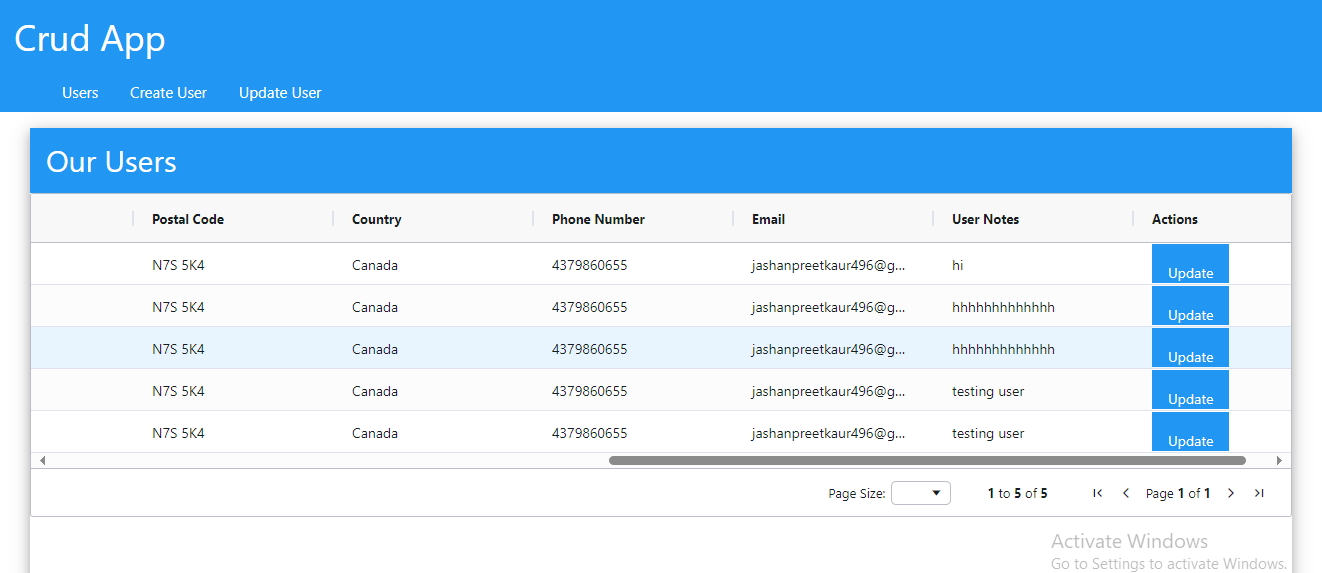 Crud App
Users Create User Update User
Our Users
Postal Code Country Phone Number Email User Notes Actions
N7S 5K4 Canada 4379860655 jashanpreetkaur496@g... hi Update
N7S 5K4 Canada 4379860655 jashanpreetkaur496@g... hhhhhhhhhhhhh Update
N7S 5K4 Canada 4379860655 jashanpreetkaur496@g... hhhhhhhhhhhhh Update
N7S 5K4 Canada 4379860655 jashanpreetkaur496@g... testing user Update
N7S 5K4 Canada 4379860655 jashanpreetkaur496@g... testing user Update
Page Size: 1 to 5 of 5 Page 1 of 1
Activate Windows
Go to Settings to activate Windows.